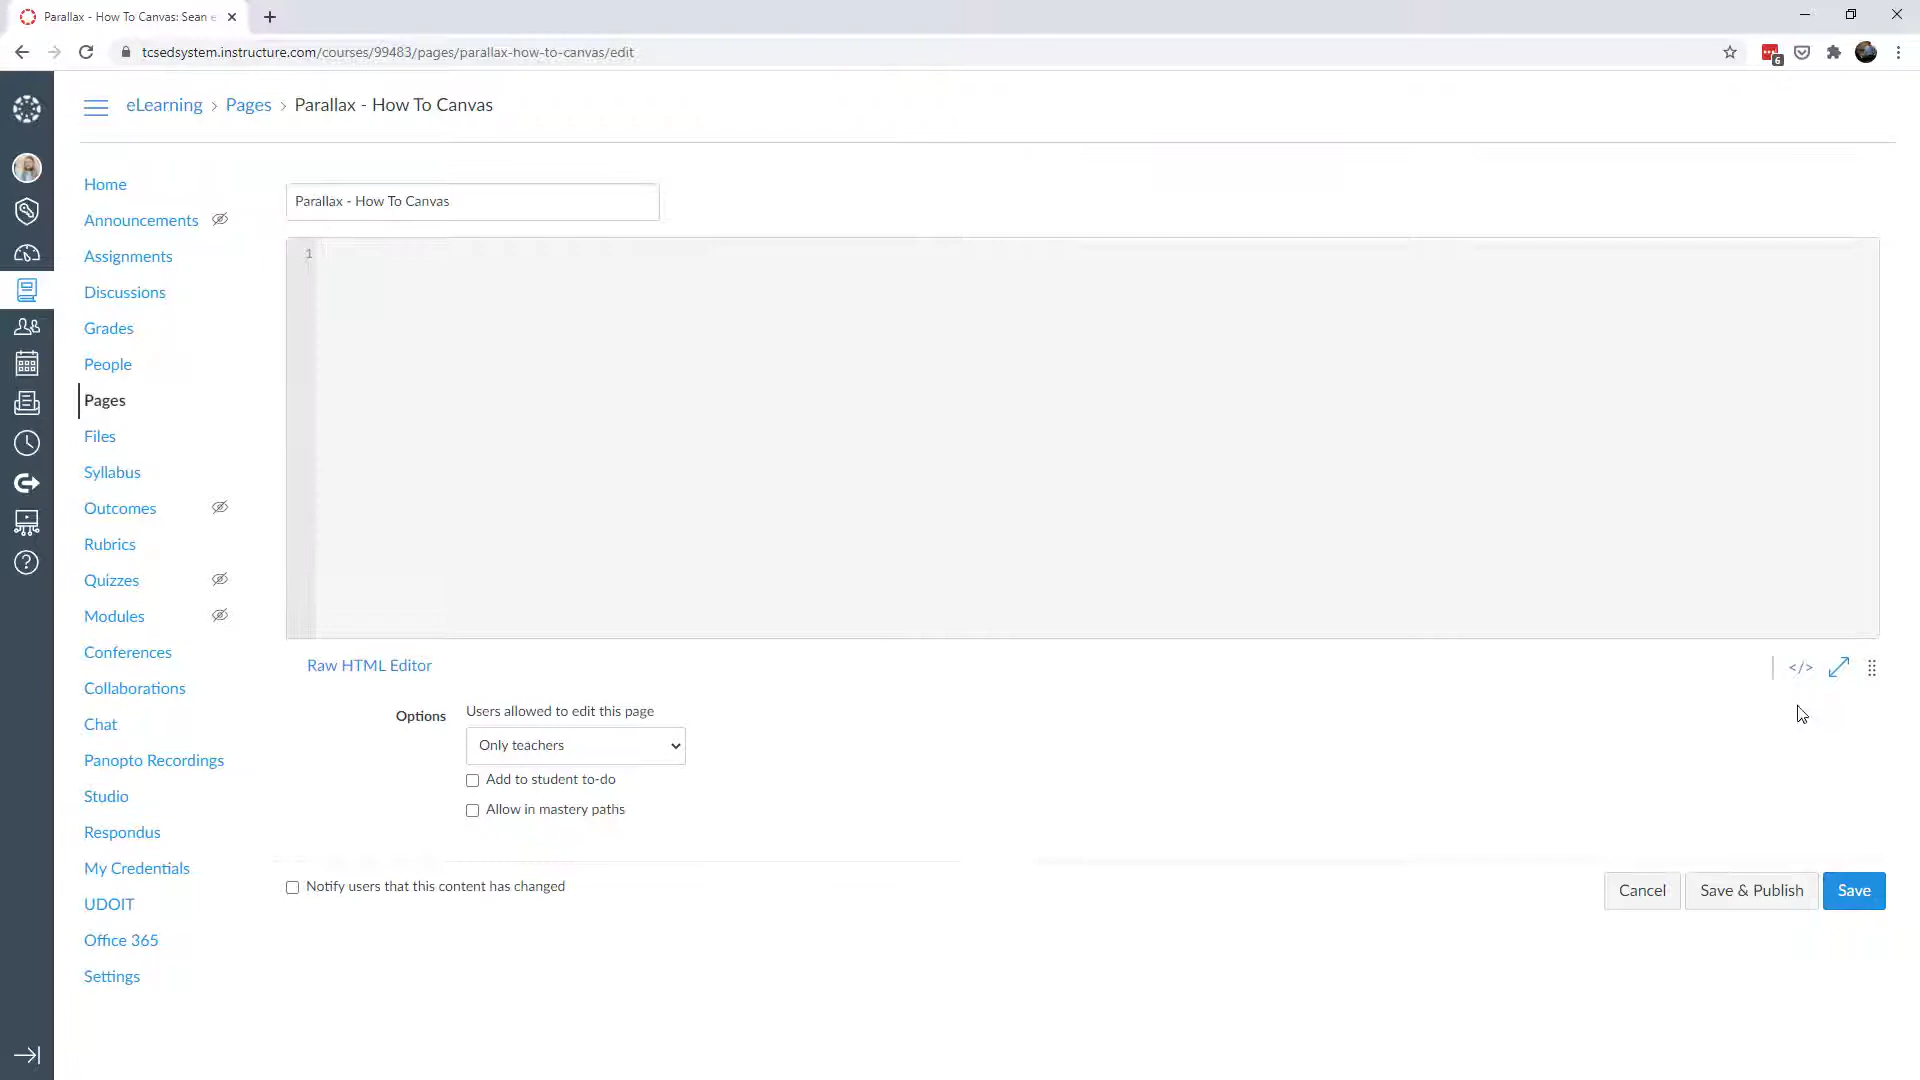 Parallax - How To Canvas: Sean e
tcsedsystem.instructure.com/courses/99483/pages/parallax-how-to-canvas/edit
6
eLearning > Pages > Parallax - How To Canvas
Home
Announcements
Assignments
Discussions
Grades
People
Pages
Files
Syllabus
Outcomes
Rubrics
Quizzes
Modules
Conferences
Collaborations
Chat
Panopto Recordings
Studio
Respondus
My Credentials
UDOIT
Office 365
Settings
Parallax - How To Canvas
1
Raw HTML Editor
</>
Options
Users allowed to edit this page
Only teachers
Add to student to-do
Allow in mastery paths
Notify users that this content has changed
Cancel
Save & Publish
Save